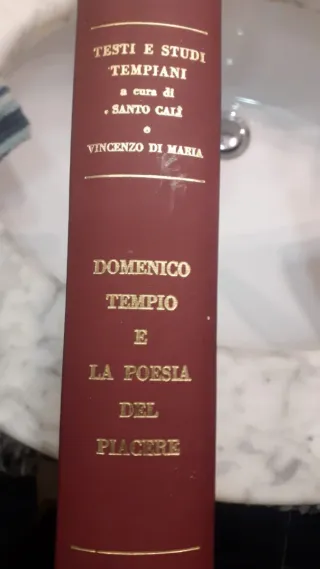 TESTI E STUDI
TEMPIANI
a cura di
SANTO CALÌ
e
VINCENZO DI MARIA
DOMENICO
TEMPIO
E
LA POESIA
DEL
PIACERE